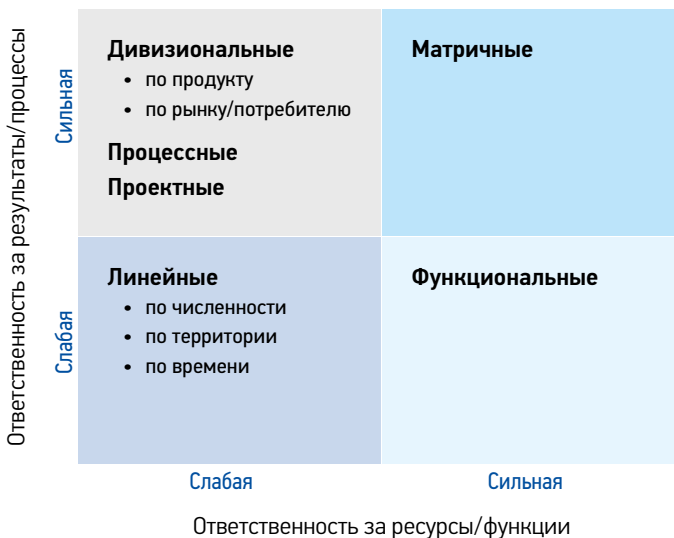 Ответственность за результаты/процессы
Сильная
Дивизиональные
• по продукту
• по рынку/потребителю
Процессные
Проектные
Матричные
Слабая
Линейные
• по численности
• по территории
• по времени
Функциональные
Слабая
Сильная
Ответственность за ресурсы/функции